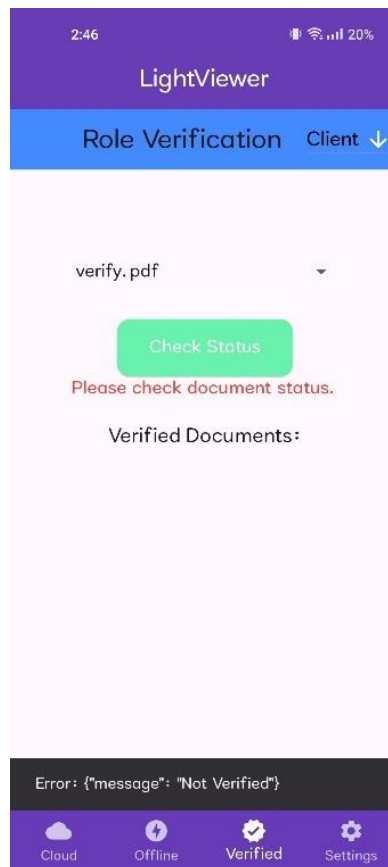 2:46 20%
LightViewer
Role Verification Client
verify.pdf
Check Status
Please check document status.
Verified Documents:
Error: {"message": "Not Verified"}
Cloud Offline Verified Settings